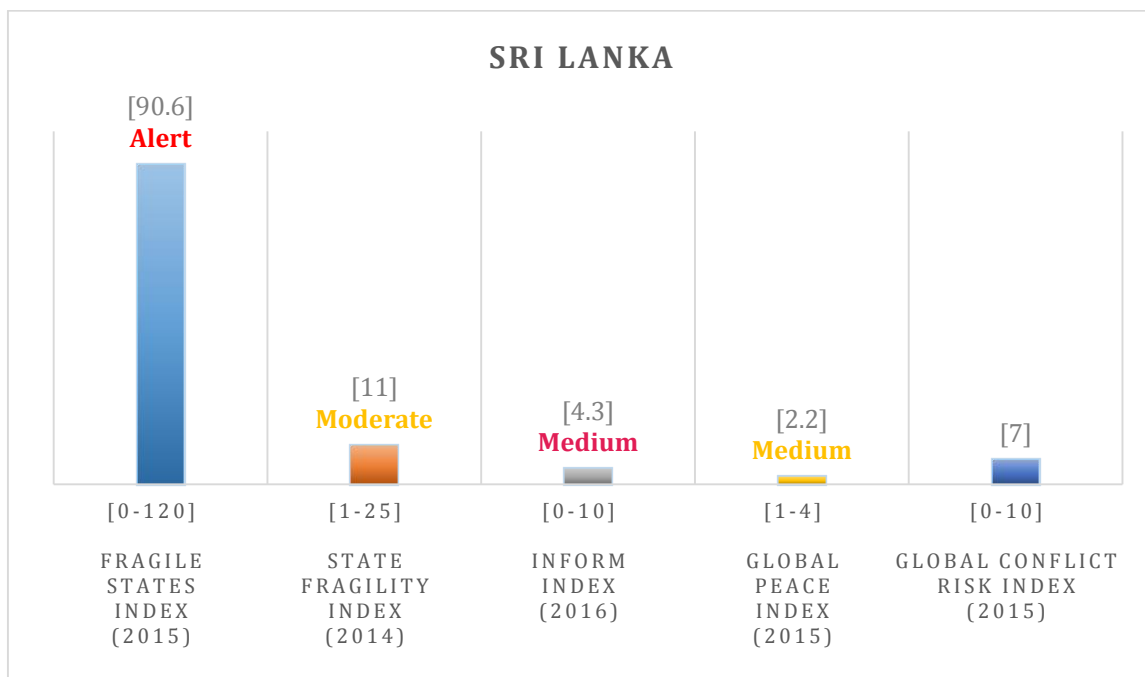 SRI LANKA
[90.6]
Alert
[11]
Moderate
[4.3]
Medium
[2.2]
Medium
[7]
[0-120]
FRAGILE
STATES
INDEX
(2015)
[1-25]
STATE
FRAGILITY
INDEX
(2014)
[0-10]
INFORM
INDEX
(2016)
[1-4]
GLOBAL
PEACE
INDEX
(2015)
[0-10]
GLOBAL CONFLICT
RISK INDEX
(2015)